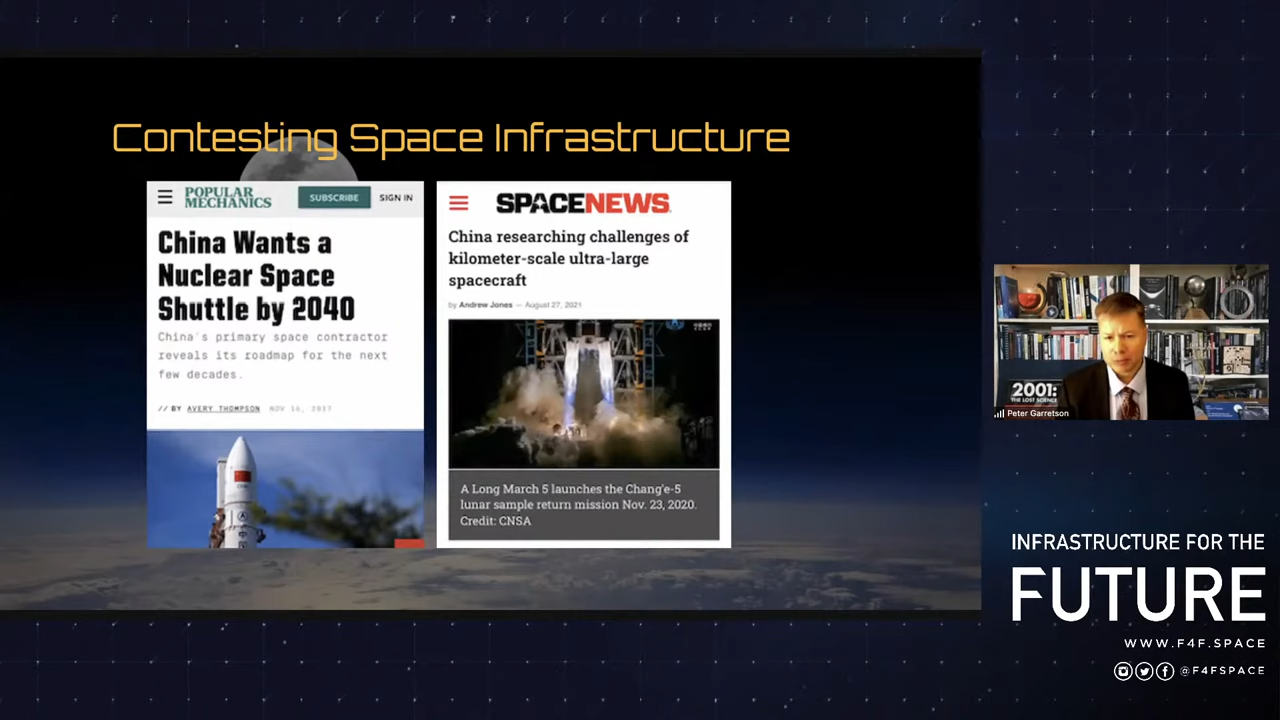 Contesting Space Infrastructure
POPULAR
MECHANICS
SUBSCRIBE
SIGN IN
China Wants a
Nuclear Space
Shuttle by 2040
China's primary space contractor
reveals its roadmap for the next
few decades.
// BY AVERY THOMPSON NOV 16, 2017
SPACENEWS
China researching challenges of
kilometer-scale ultra-large
spacecraft
by Andrew Jones — August 27, 2021
A Long March 5 launches the Chang'e-5
lunar sample return mission Nov. 23, 2020.
Credit: CNSA
2001:
THE LOST SCIENCE
Peter Garretson
INFRASTRUCTURE FOR THE
FUTURE
WWW.F4F.SPACE
@F4FSPACE